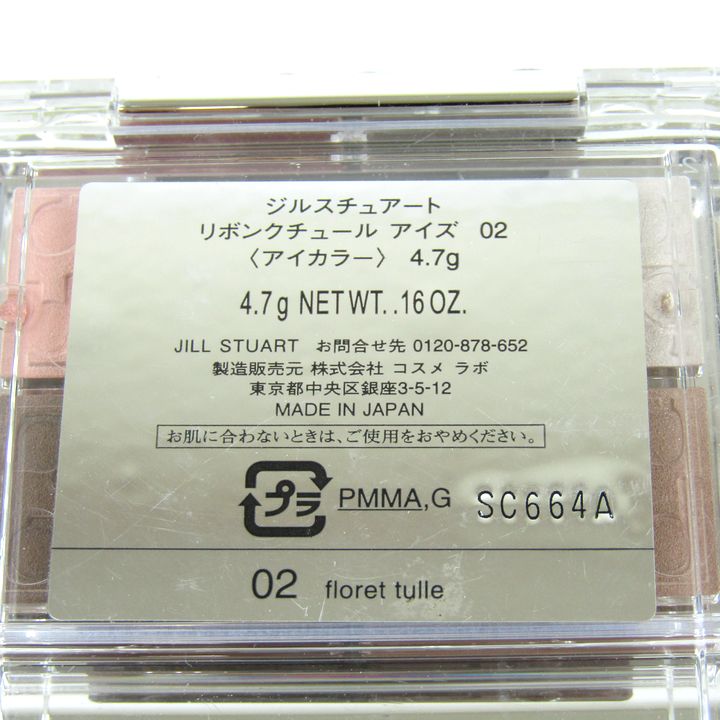 ジルスチュアート
リボンクチュール アイズ 02
〈アイカラー〉 4.7g
4.7g NET WT. .16 OZ.
JILL STUART お問合せ先 0120-878-652
製造販売元 株式会社 コスメ ラボ
東京都中央区銀座3-5-12
MADE IN JAPAN
お肌に合わないときは、ご使用をおやめください。
プラ PMMA,G SC664A
02 floret tulle